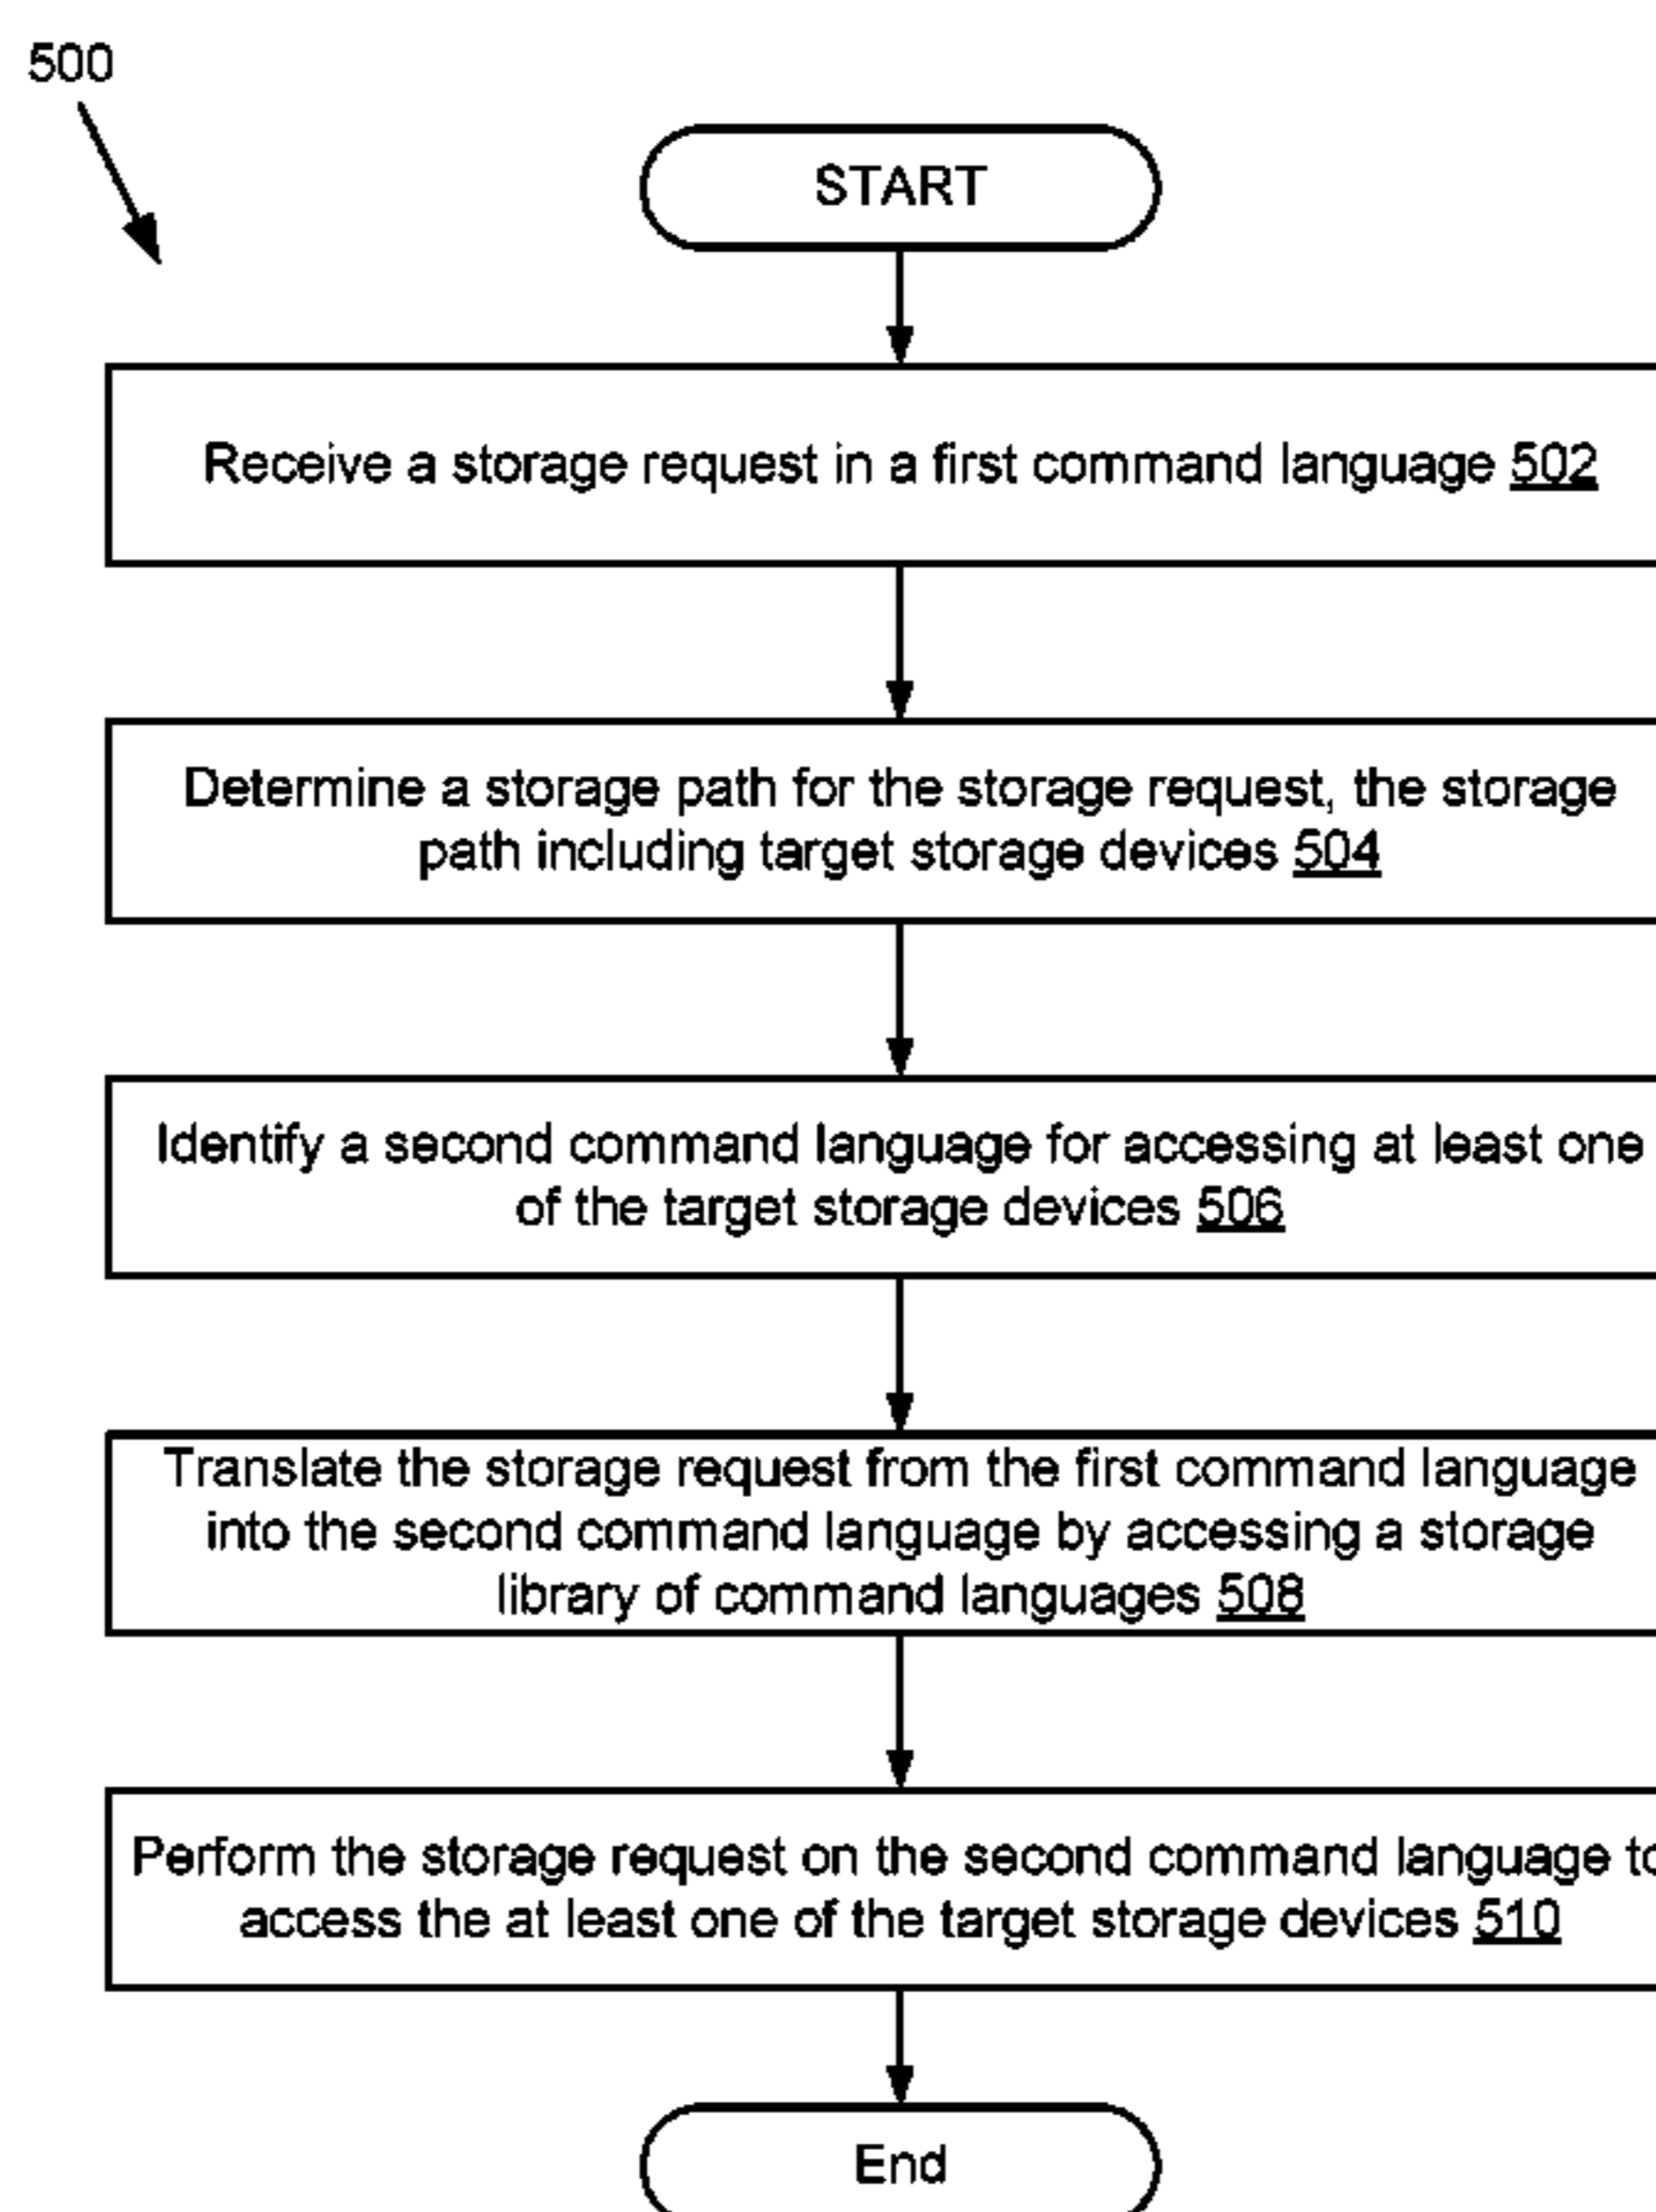 500
START
Receive a storage request in a first command language 502
Determine a storage path for the storage request, the storage
path including target storage devices 504
Identify a second command language for accessing at least one
of the target storage devices 506
Translate the storage request from the first command language
into the second command language by accessing a storage
library of command languages 508
Perform the storage request on the second command language to
access the at least one of the target storage devices 510
End